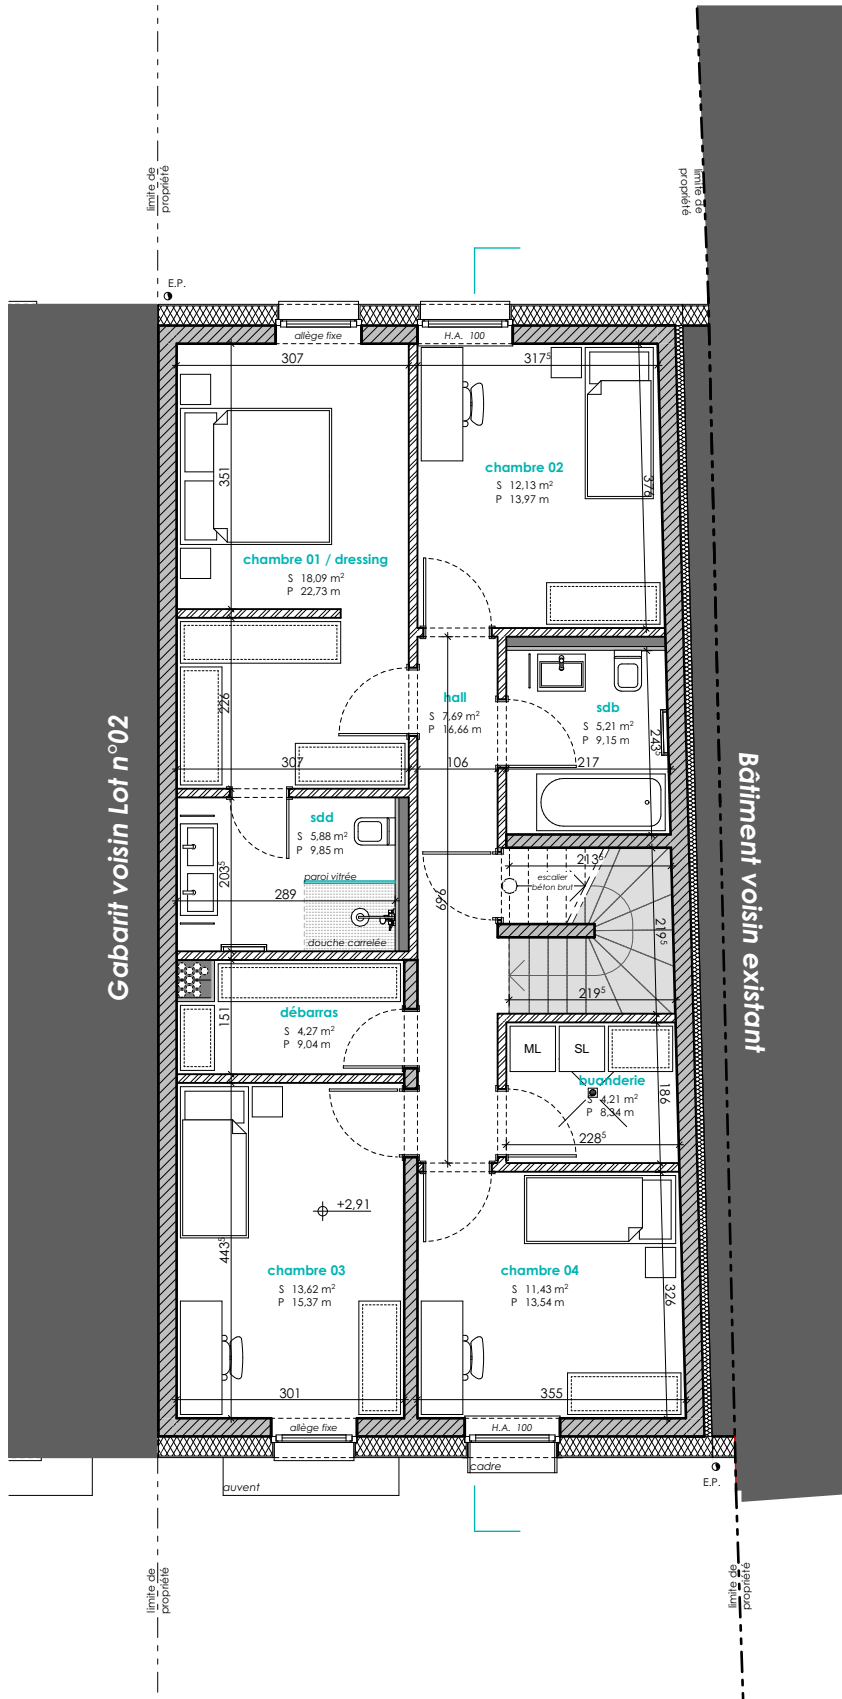 limite de
propriété
limite de
propriété
E.P.
allège fixe
H.A. 100
307
317⁵
351
376
chambre 02
S 12,13 m²
P 13,97 m
chambre 01 / dressing
S 18,09 m²
P 22,73 m
226
hall
S 7,69 m²
P 16,66 m
sdb
S 5,21 m²
P 9,15 m
243⁵
307
106
217
Gabarit voisin Lot n°02
Bâtiment voisin existant
sdd
S 5,88 m²
P 9,85 m
203⁵
paroi vitrée
289
douche carrelée
213⁵
escalier
béton brut
699
219⁵
219⁵
151
débarras
S 4,27 m²
P 9,04 m
ML
SL
buanderie
S 4,21 m²
P 8,34 m
186
228⁵
+2,91
443⁵
chambre 03
S 13,62 m²
P 15,37 m
chambre 04
S 11,43 m²
P 13,54 m
326
301
355
allège fixe
H.A. 100
cadre
auvent
E.P.
limite de
propriété
limite de
propriété